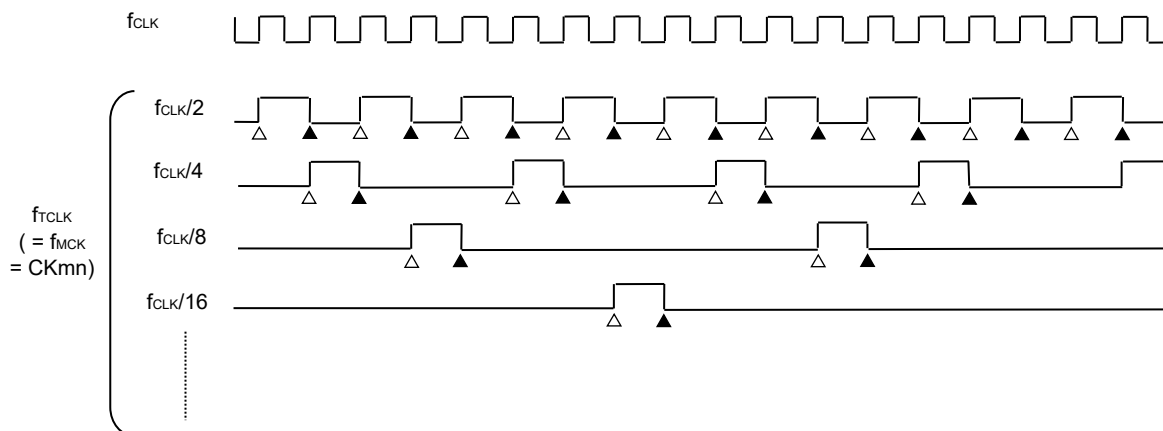 fCLK
fCLK/2
fCLK/4
fTCLK
( = fMCK
= CKmn)
fCLK/8
fCLK/16